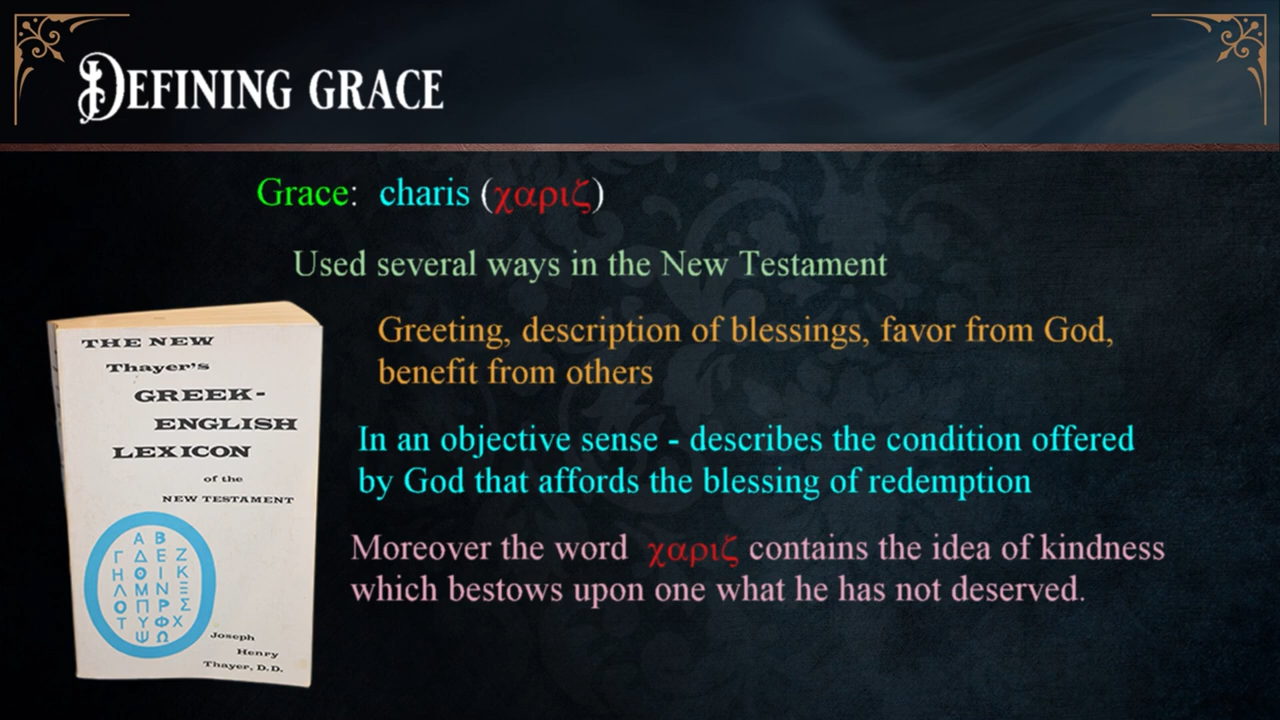 DEFINING GRACE
Grace: charis (χαριζ)
Used several ways in the New Testament
Greeting, description of blessings, favor from God,
benefit from others
In an objective sense - describes the condition offered
by God that affords the blessing of redemption
Moreover the word χαριζ contains the idea of kindness
which bestows upon one what he has not deserved.
THE NEW
Thayer's
GREEK-
ENGLISH
LEXICON
of the
NEW TESTAMENT
Α Β
Γ Δ Ε Ζ
Η Θ Ι Κ
Λ Μ Ν Ξ
Ο Π Ρ Σ
Τ Υ Φ Χ
Ψ Ω
Joseph
Henry
Thayer, D.D.